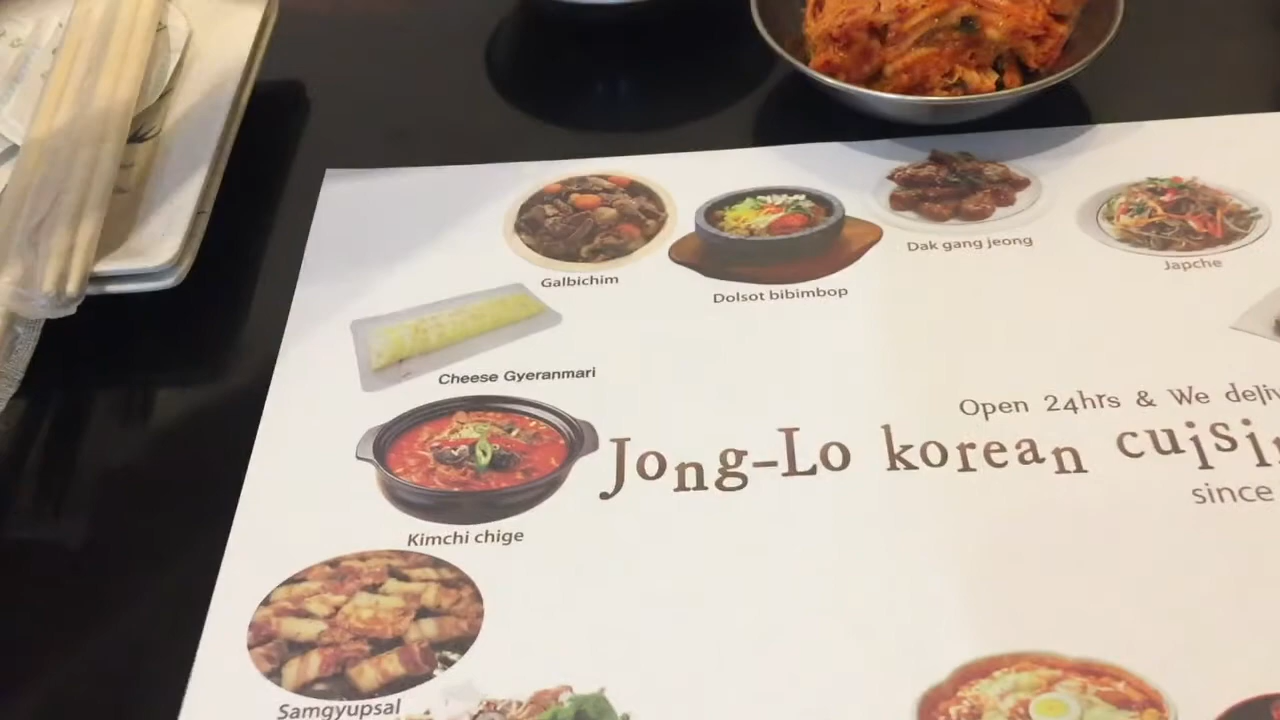 Galbichim
Dolsot bibimbop
Dak gang jeong
Japche
Cheese Gyeranmari
Open 24hrs & We
Jong-Lo korean
since
Kimchi chige
Samgyupsal